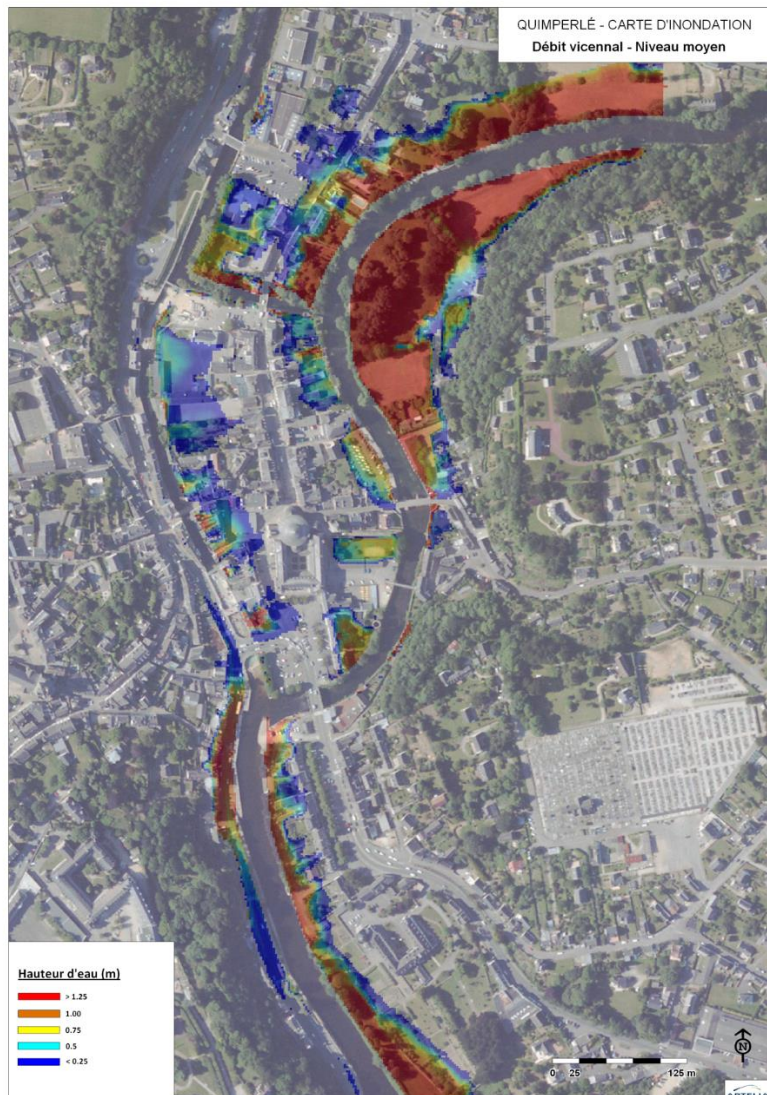 QUIMPERLÉ - CARTE D'INONDATION
Débit vicennal - Niveau moyen
Hauteur d'eau (m)
> 1.25
1.00
0.75
0.5
< 0.25
N
0 25 125 m
ARTELIA